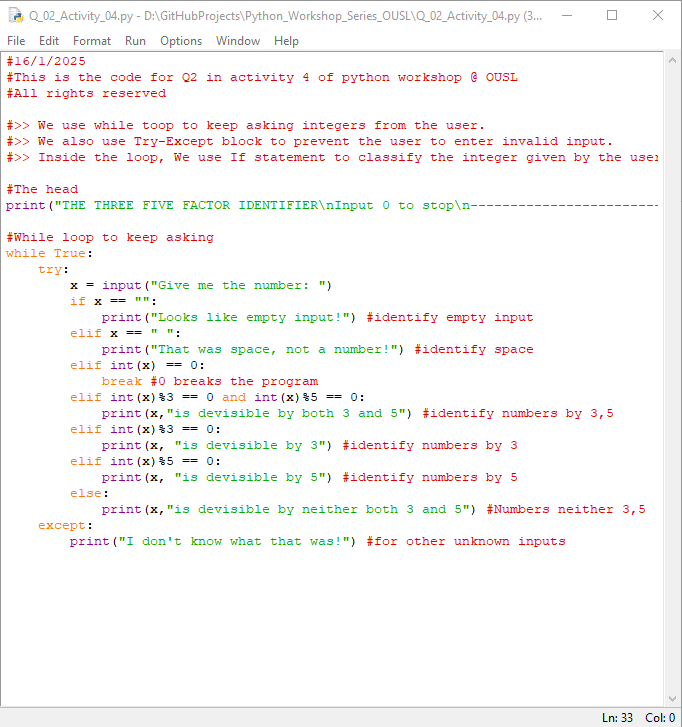 Q_02_Activity_04.py - D:\GitHubProjects\Python_Workshop_Series_OUSL\Q_02_Activity_04.py (3...
File Edit Format Run Options Window Help
#16/1/2025
#This is the code for Q2 in activity 4 of python workshop @ OUSL
#All rights reserved
#>> We use while toop to keep asking integers from the user.
#>> We also use Try-Except block to prevent the user to enter invalid input.
#>> Inside the loop, We use If statement to classify the integer given by the user
#The head
print("THE THREE FIVE FACTOR IDENTIFIER\nInput 0 to stop\n------------------------
#While loop to keep asking
while True:
    try:
        x = input("Give me the number: ")
        if x == "":
            print("Looks like empty input!") #identify empty input
        elif x == " ":
            print("That was space, not a number!") #identify space
        elif int(x) == 0:
            break #0 breaks the program
        elif int(x)%3 == 0 and int(x)%5 == 0:
            print(x,"is devisible by both 3 and 5") #identify numbers by 3,5
        elif int(x)%3 == 0:
            print(x, "is devisible by 3") #identify numbers by 3
        elif int(x)%5 == 0:
            print(x, "is devisible by 5") #identify numbers by 5
        else:
            print(x,"is devisible by neither both 3 and 5") #Numbers neither 3,5
    except:
        print("I don't know what that was!") #for other unknown inputs
Ln: 33 Col: 0